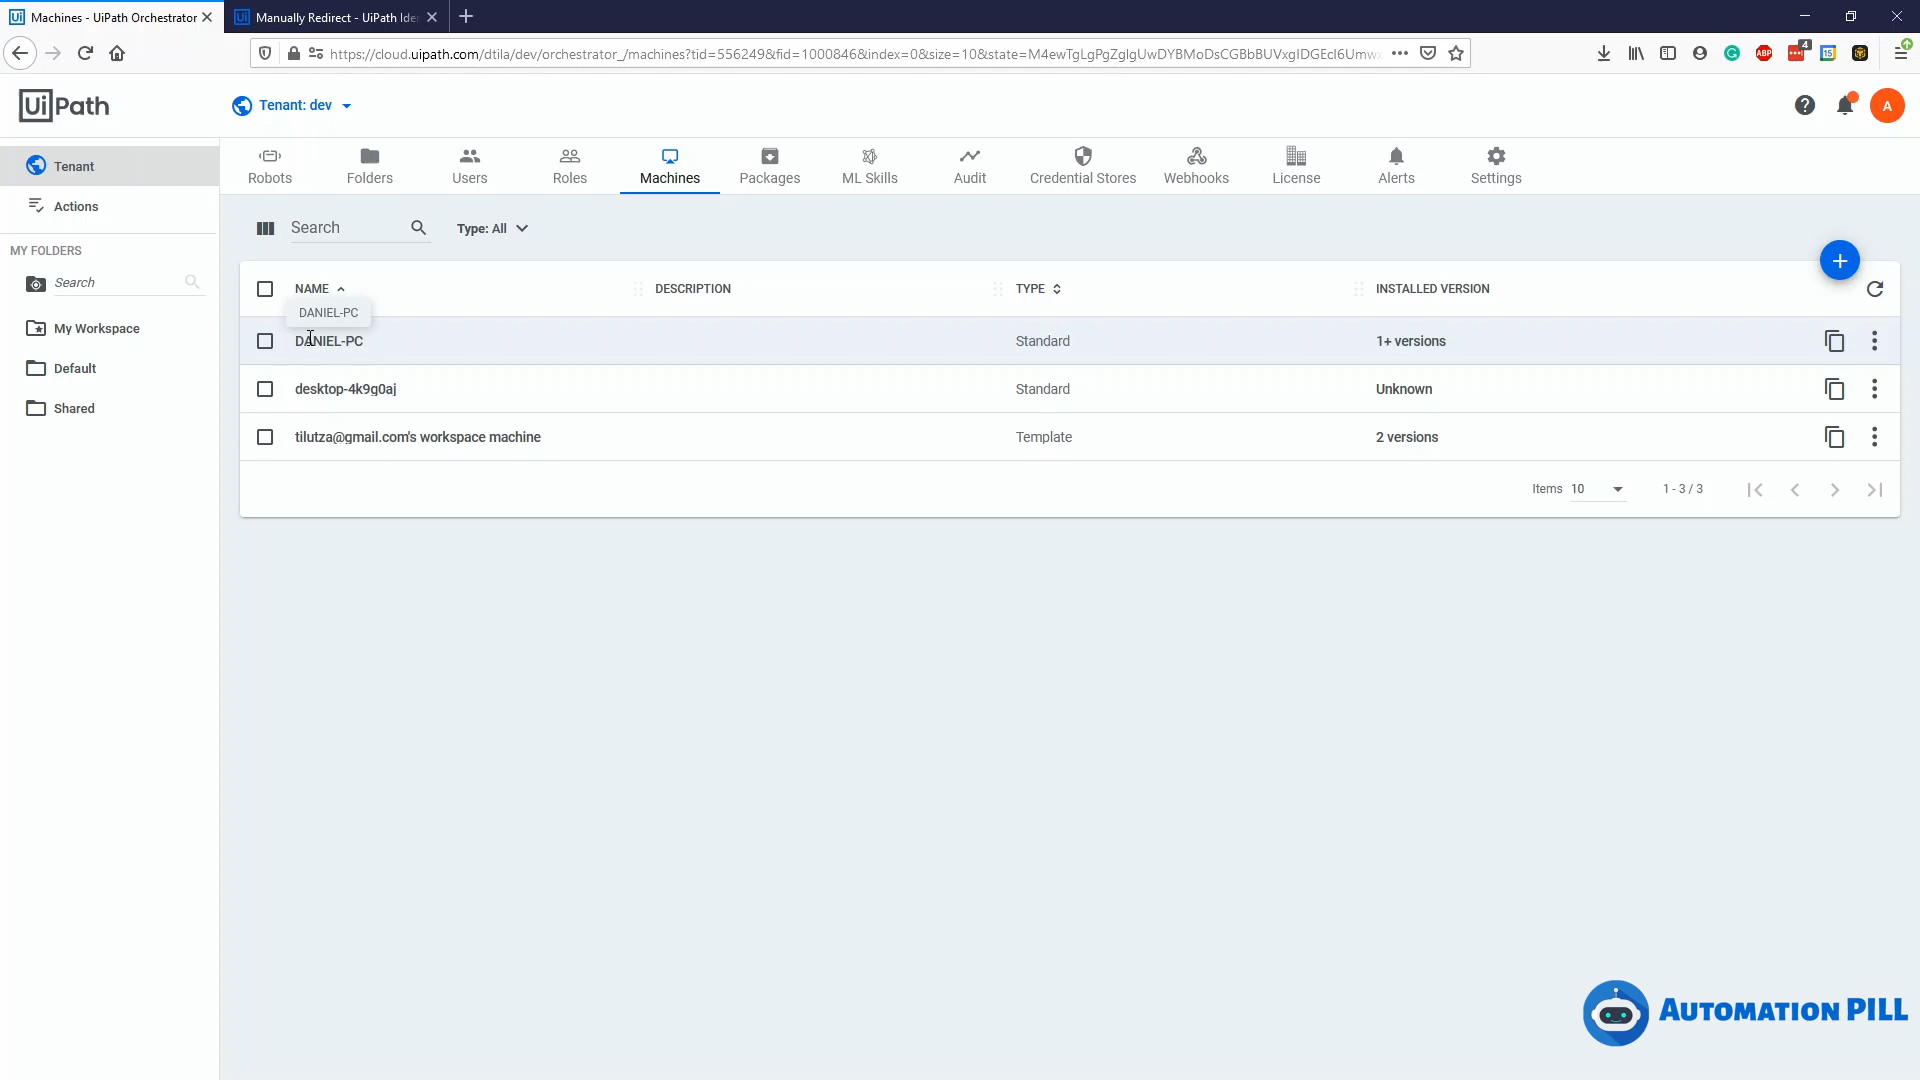 Machines - UiPath Orchestrator
Manually Redirect - UiPath Ide
https://cloud.uipath.com/dtila/dev/orchestrator_/machines?tid=556249&fid=1000846&index=0&size=10&state=M4ewTgLgPgZglgUwDYBMoDsCGBbBUVxgIDGEcI6Umwx
4
ABP
15
UiPath
Tenant: dev
A
Tenant
Actions
MY FOLDERS
Search
My Workspace
Default
Shared
Robots
Folders
Users
Roles
Machines
Packages
ML Skills
Audit
Credential Stores
Webhooks
License
Alerts
Settings
Search
Type: All
NAME DESCRIPTION TYPE INSTALLED VERSION
DANIEL-PC
DANIEL-PC Standard 1+ versions
desktop-4k9g0aj Standard Unknown
tilutza@gmail.com's workspace machine Template 2 versions
Items 10 1 - 3 / 3
AUTOMATION PILL